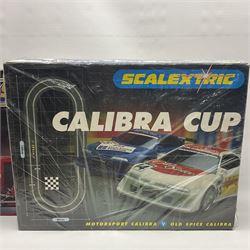 SCALEXTRIC
CALIBRA CUP
MOTORSPORT CALIBRA V OLD SPICE CALIBRA